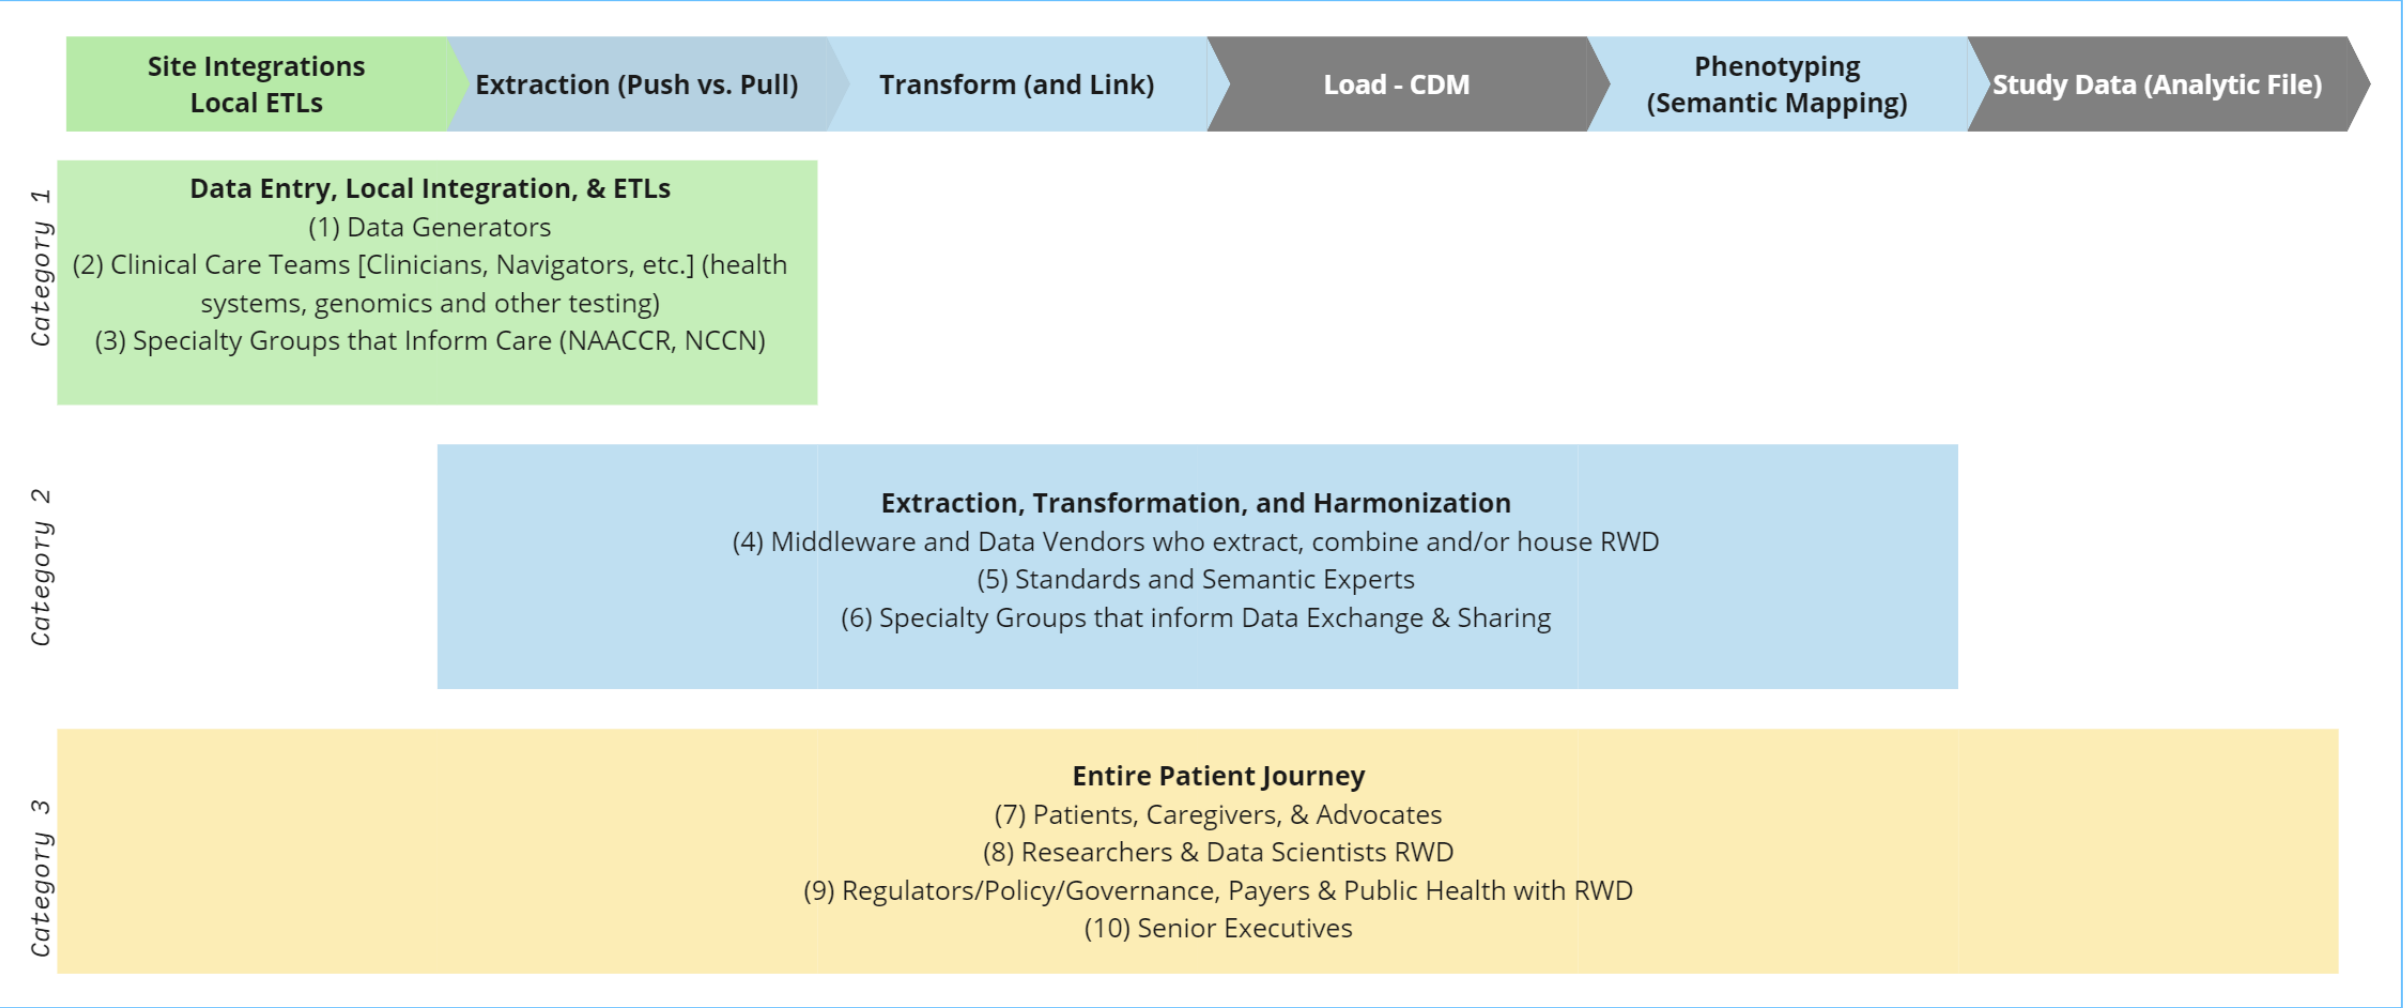 Site Integrations
Local ETLs
Extraction (Push vs. Pull)
Transform (and Link)
Load - CDM
Phenotyping
(Semantic Mapping)
Study Data (Analytic File)
Category 1
Data Entry, Local Integration, & ETLs
(1) Data Generators
(2) Clinical Care Teams [Clinicians, Navigators, etc.] (health
systems, genomics and other testing)
(3) Specialty Groups that Inform Care (NAACCR, NCCN)
Category 2
Extraction, Transformation, and Harmonization
(4) Middleware and Data Vendors who extract, combine and/or house RWD
(5) Standards and Semantic Experts
(6) Specialty Groups that inform Data Exchange & Sharing
Category 3
Entire Patient Journey
(7) Patients, Caregivers, & Advocates
(8) Researchers & Data Scientists RWD
(9) Regulators/Policy/Governance, Payers & Public Health with RWD
(10) Senior Executives